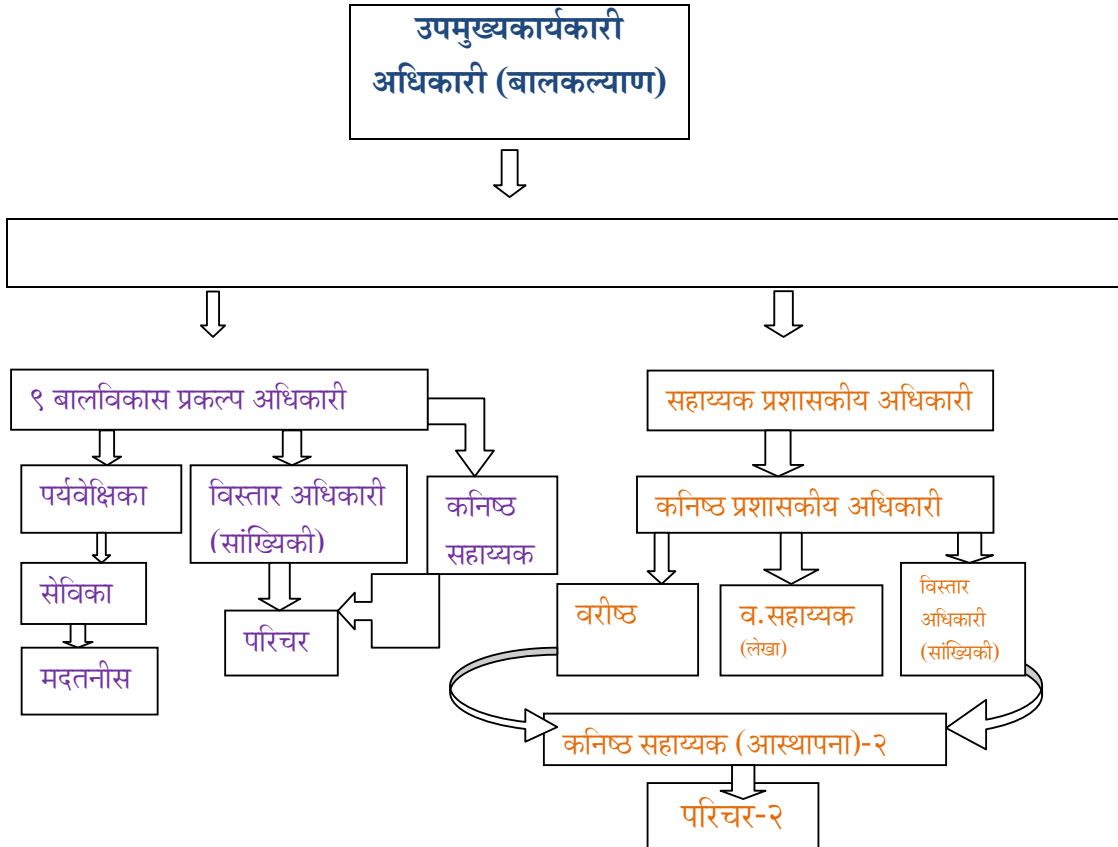 उपमुख्यकार्यकारी
अधिकारी (बालकल्याण)
९ बालविकास प्रकल्प अधिकारी
सहाय्यक प्रशासकीय अधिकारी
पर्यवेक्षिका
विस्तार अधिकारी
(सांख्यिकी)
कनिष्ठ
सहाय्यक
कनिष्ठ प्रशासकीय अधिकारी
सेविका
परिचर
मदतनीस
वरीष्ठ
व.सहाय्यक
(लेखा)
विस्तार
अधिकारी
(सांख्यिकी)
कनिष्ठ सहाय्यक (आस्थापना)-२
परिचर-२